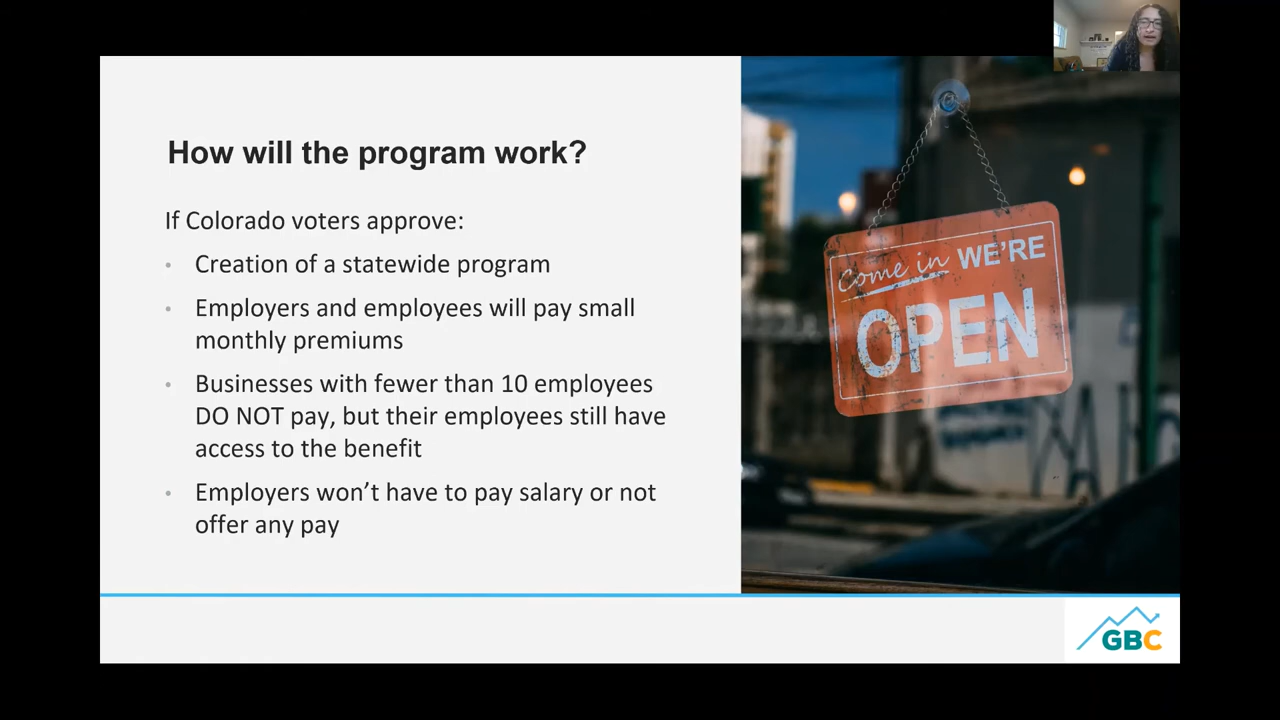 How will the program work?
If Colorado voters approve:
• Creation of a statewide program
• Employers and employees will pay small
monthly premiums
• Businesses with fewer than 10 employees
DO NOT pay, but their employees still have
access to the benefit
• Employers won't have to pay salary or not
offer any pay
Come in WE'RE
OPEN
GBC